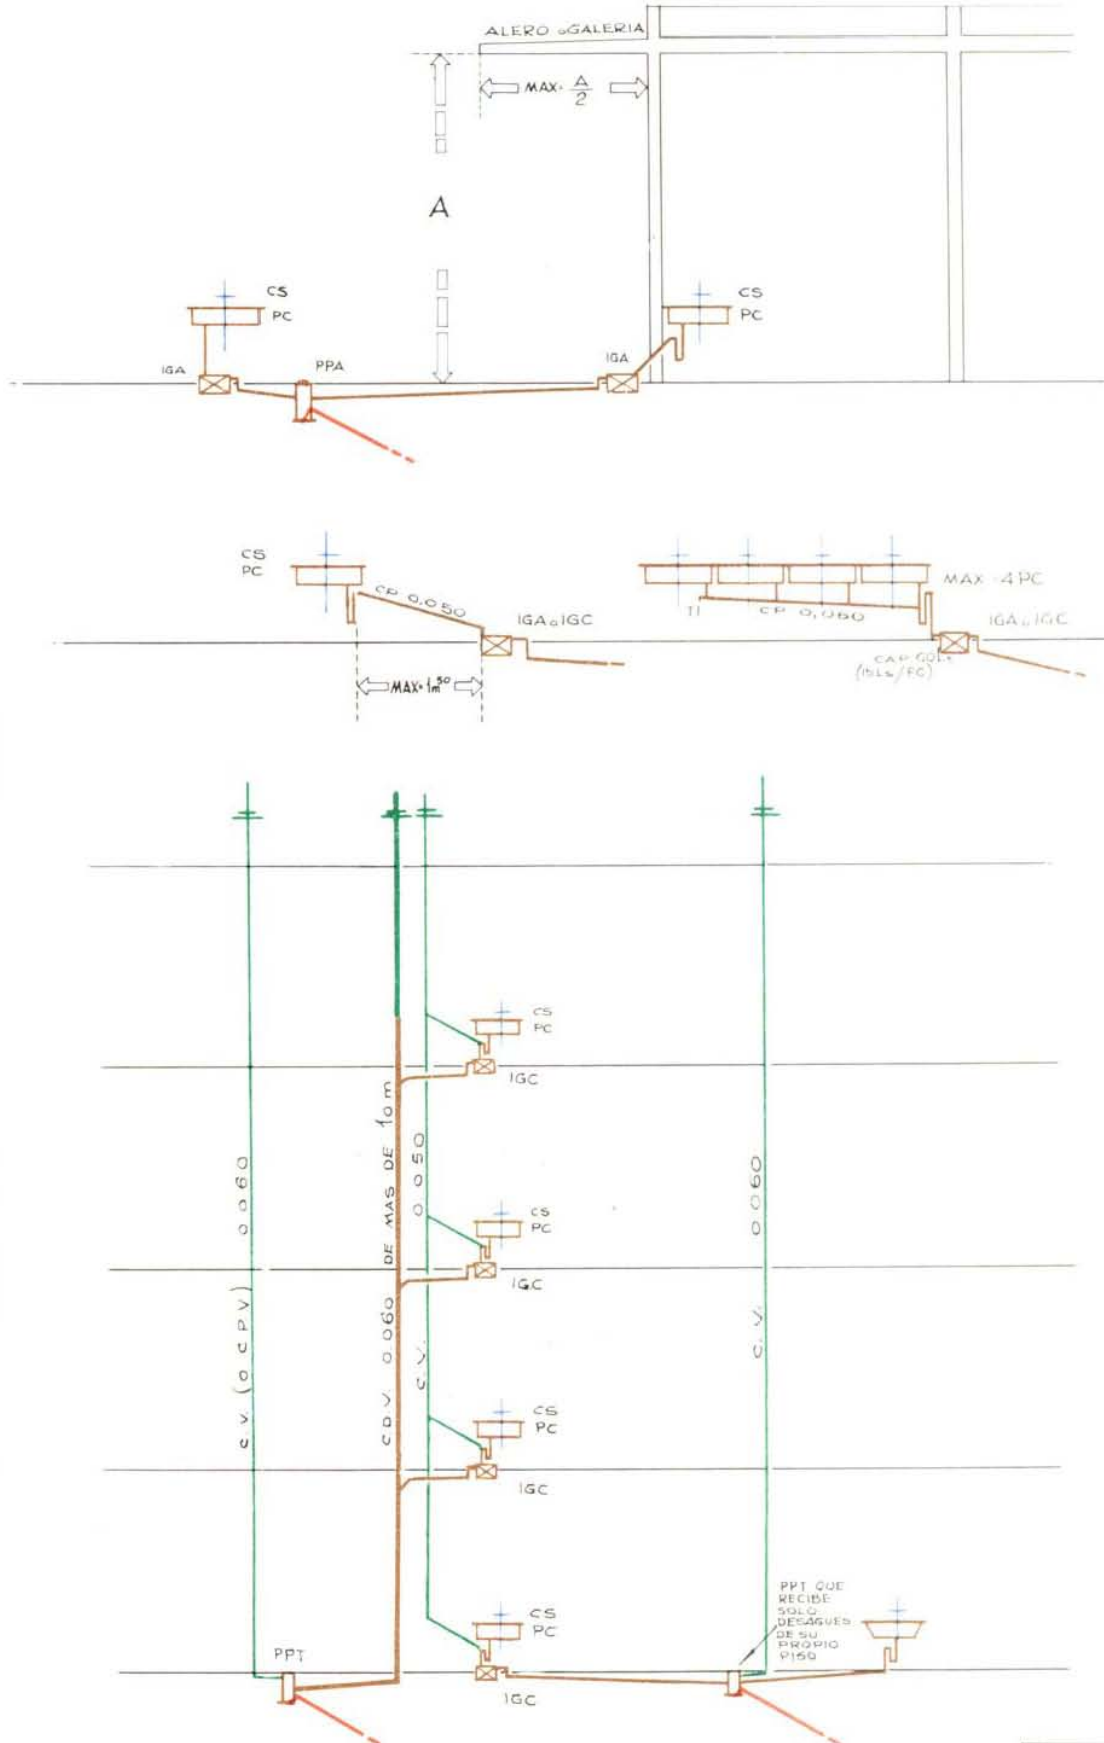 ALERO o GALERIA
MAX= A/2
A
CS
PC
IGA
PPA
IGA
CS
PC
CS
PC
CP 0,050
IGA o IGC
MAX= 1m50
MAX = 4 PC
TI
CP 0,060
IGA o IGC
CAP.
(15Ls/PC)
CS
PC
IGC
CS
PC
IGC
CS
PC
IGC
CS
PC
IGC
C.V. (O C P V) 0 060
C.D.V. 0.060 DE MAS DE 10 m
C.V. 0 050
C.V. 0 060
PPT
PPT QUE
RECIBE
SOLO
DESAGUES
DE SU
PROPIO
PISO